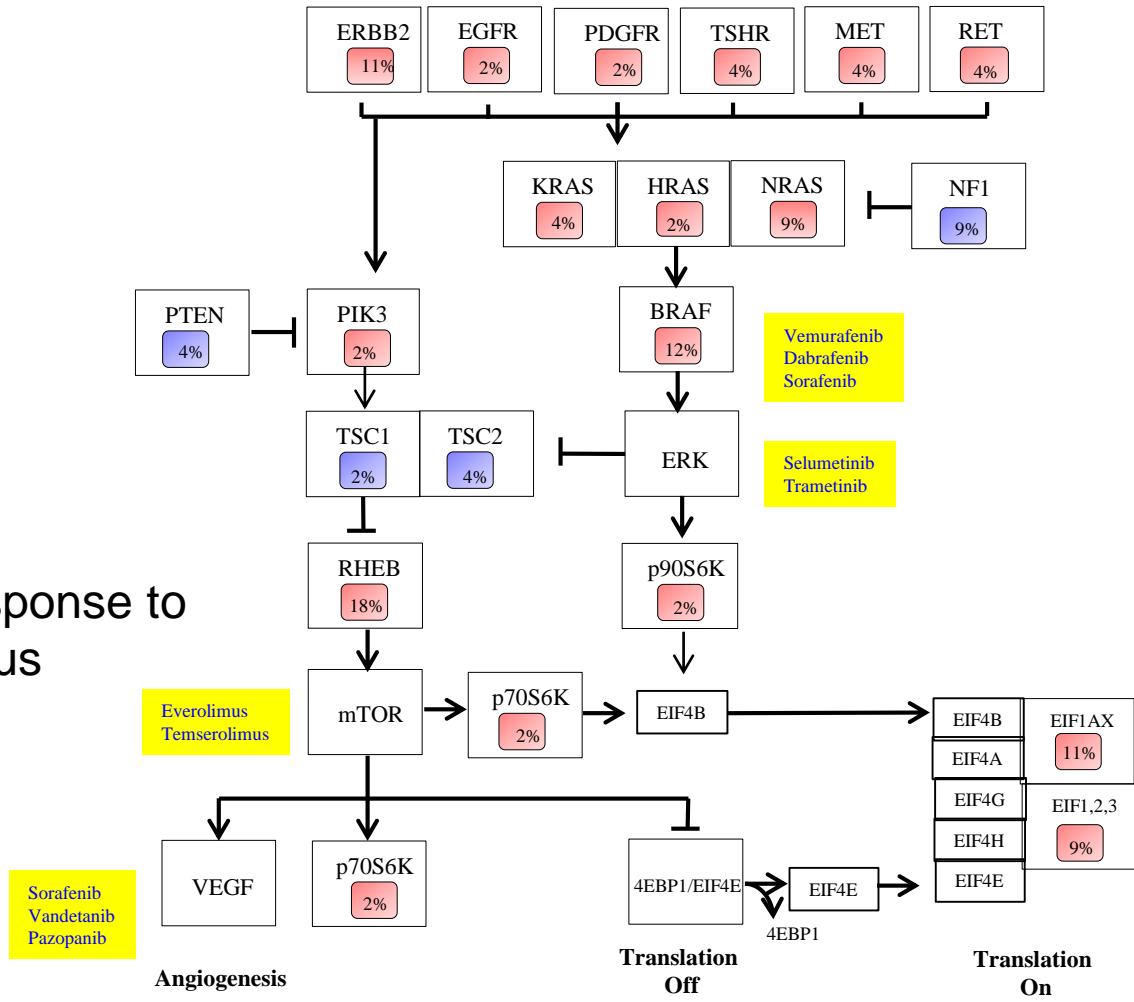 ERBB2
11%
EGFR
2%
PDGFR
2%
TSHR
4%
MET
4%
RET
4%
KRAS
4%
HRAS
2%
NRAS
9%
NF1
9%
PTEN
4%
PIK3
2%
BRAF
12%
Vemurafenib
Dabrafenib
Sorafenib
TSC1
2%
TSC2
4%
ERK
Selumetinib
Trametinib
RHEB
18%
p90S6K
2%
sponse to
us
Everolimus
Temserolimus
mTOR
p70S6K
2%
EIF4B
EIF4B
EIF4A
EIF4G
EIF4H
EIF4E
EIF1AX
11%
EIF1,2,3
9%
Sorafenib
Vandetanib
Pazopanib
VEGF
p70S6K
2%
4EBP1/EIF4E
EIF4E
4EBP1
Angiogenesis
Translation
Off
Translation
On